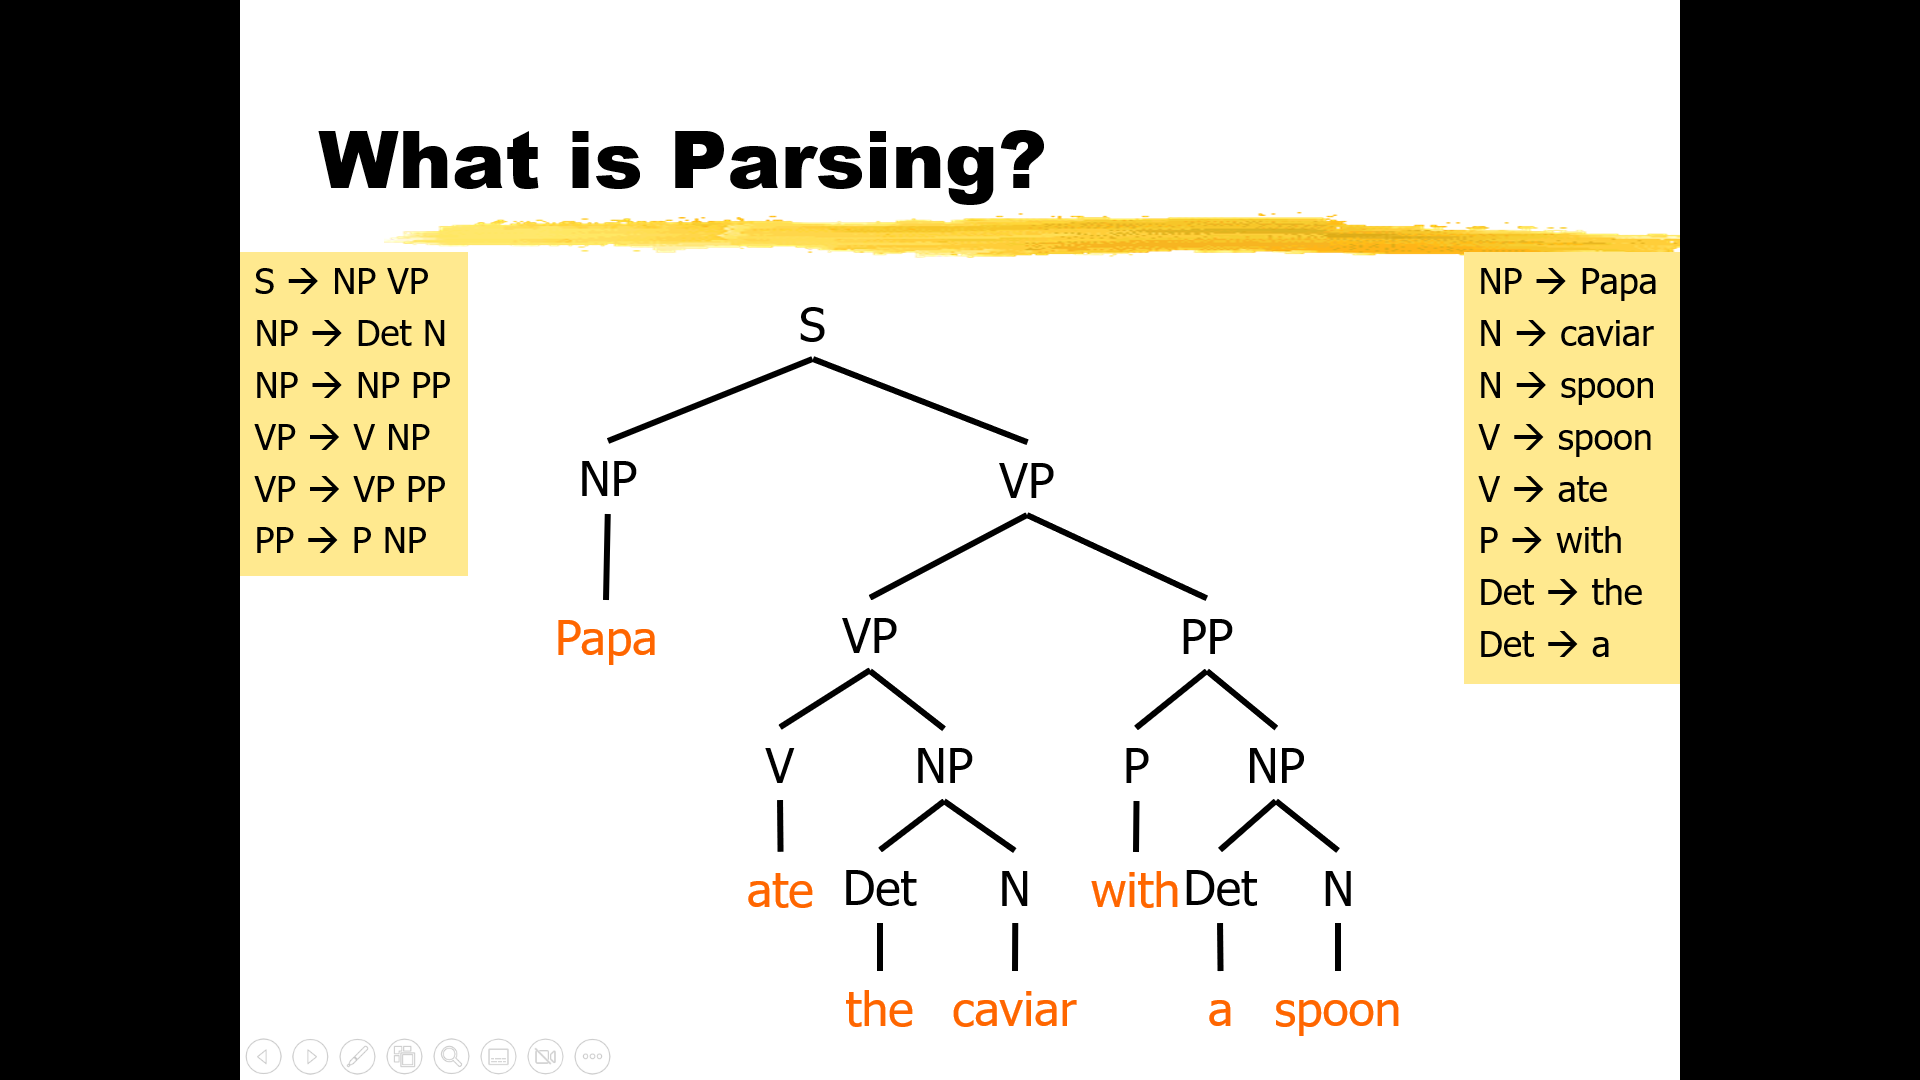 What is Parsing?
S → NP VP
NP → Det N
NP → NP PP
VP → V NP
VP → VP PP
PP → P NP
S
NP VP
Papa VP PP
V NP P NP
ate Det N with Det N
the caviar a spoon
NP → Papa
N → caviar
N → spoon
V → spoon
V → ate
P → with
Det → the
Det → a